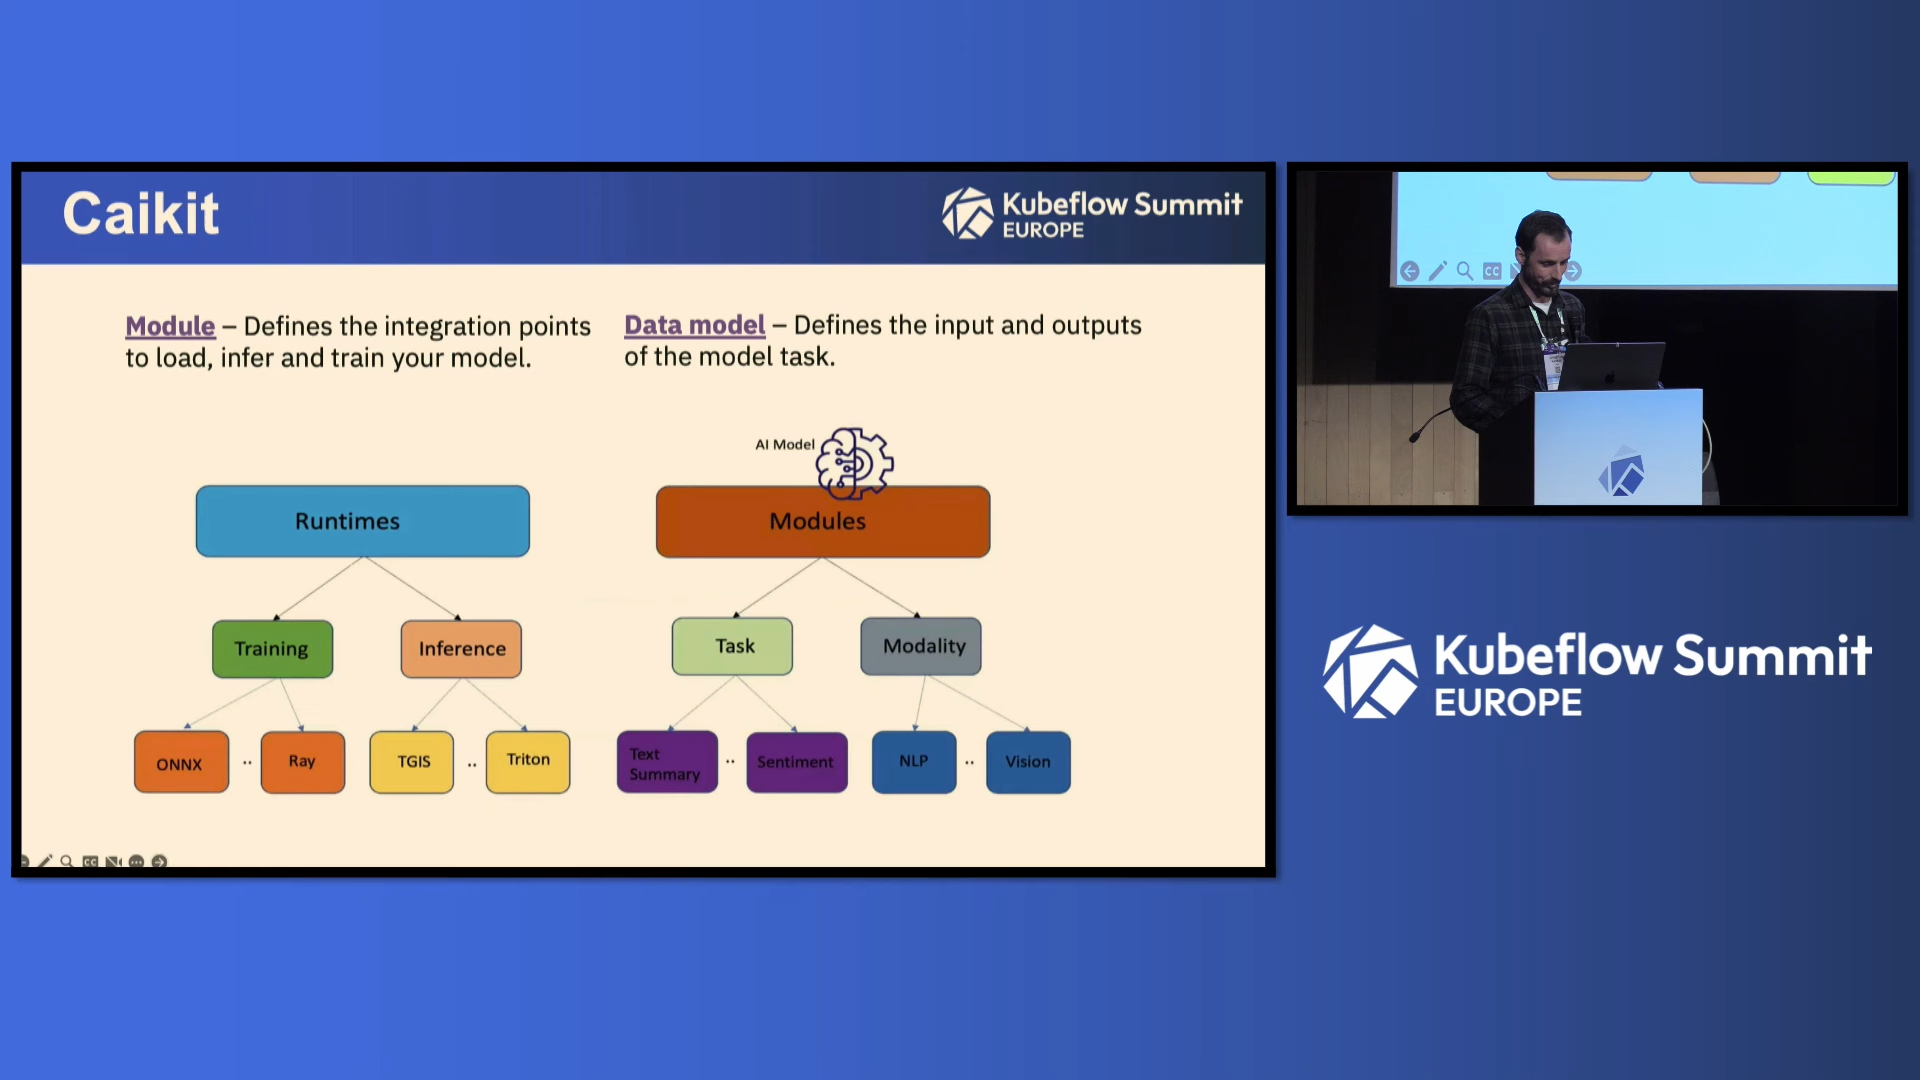 Caikit
Kubeflow Summit
EUROPE
Module – Defines the integration points
to load, infer and train your model.
Data model – Defines the input and outputs
of the model task.
AI Model
Runtimes
Modules
Training
Inference
Task
Modality
ONNX
..
Ray
TGIS
..
Triton
Text
Summary
..
Sentiment
NLP
..
Vision
CC
CC
Kubeflow Summit
EUROPE